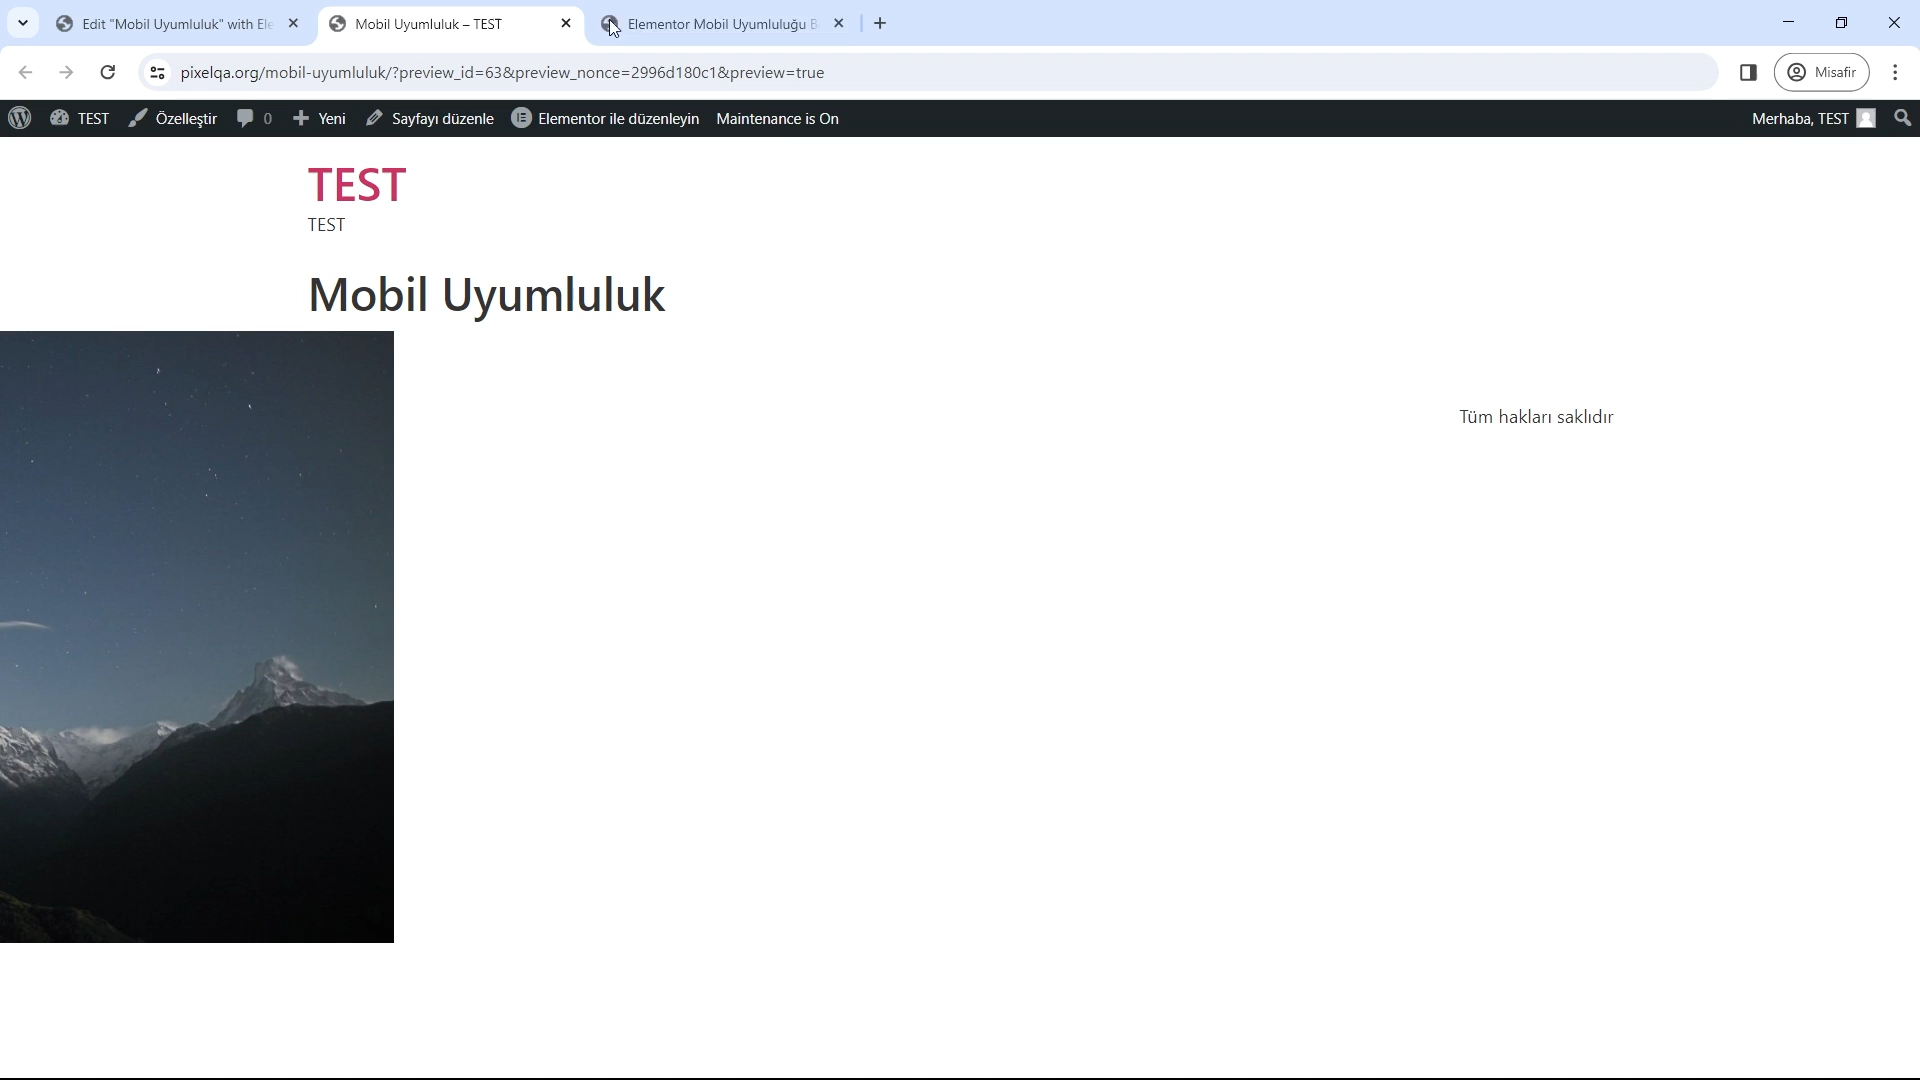 Edit "Mobil Uyumluluk" with Ele
Mobil Uyumluluk – TEST
Elementor Mobil Uyumluluğu B
pixelqa.org/mobil-uyumluluk/?preview_id=63&preview_nonce=2996d180c1&preview=true
Misafir
TEST
Özelleştir
0
Yeni
Sayfayı düzenle
Elementor ile düzenleyin
Maintenance is On
Merhaba, TEST
TEST
TEST
Mobil Uyumluluk
Tüm hakları saklıdır